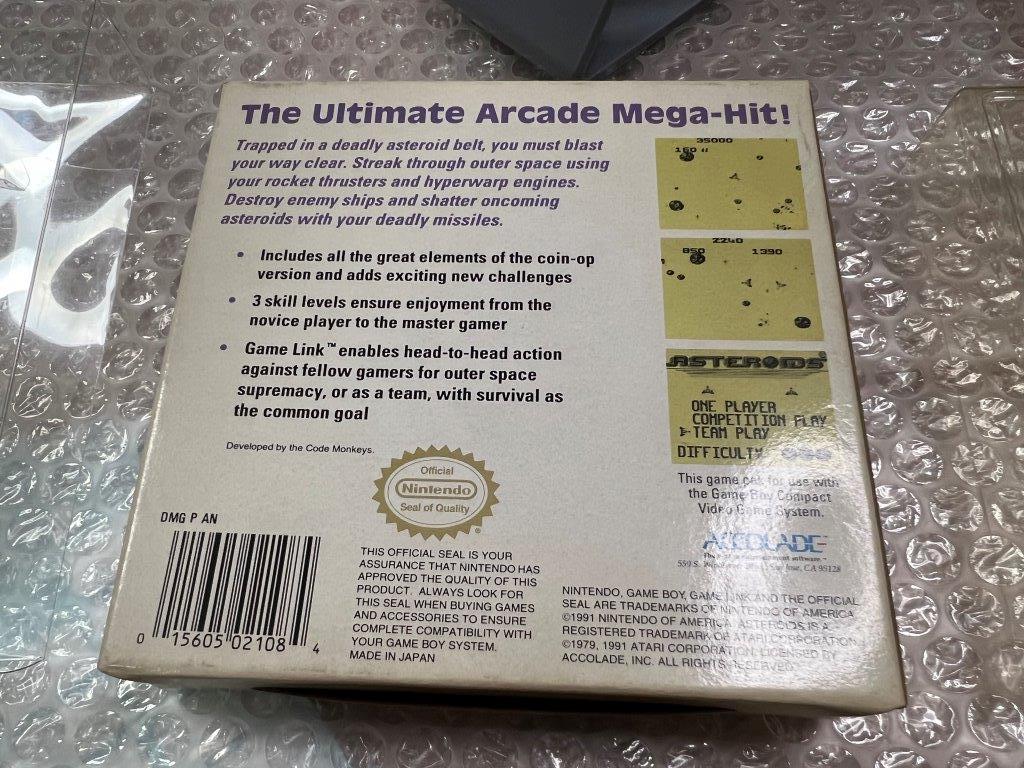 The Ultimate Arcade Mega-Hit!
Trapped in a deadly asteroid belt, you must blast
your way clear. Streak through outer space using
your rocket thrusters and hyperwarp engines.
Destroy enemy ships and shatter oncoming
asteroids with your deadly missiles.
• Includes all the great elements of the coin-op
version and adds exciting new challenges
• 3 skill levels ensure enjoyment from the
novice player to the master gamer
• Game Link™ enables head-to-head action
against fellow gamers for outer space
supremacy, or as a team, with survival as
the common goal
Developed by the Code Monkeys.
35000
150
2240
850 1390
ASTEROIDS
ONE PLAYER
COMPETITION PLAY
TEAM PLAY
DIFFICULTY
This game pak for use with
the Game Boy Compact
Video Game System.
ACCOLADE
San Jose, CA 95128
Official
Nintendo
Seal of Quality
®
DMG P AN
0 15605 02108 4
THIS OFFICIAL SEAL IS YOUR
ASSURANCE THAT NINTENDO HAS
APPROVED THE QUALITY OF THIS
PRODUCT. ALWAYS LOOK FOR
THIS SEAL WHEN BUYING GAMES
AND ACCESSORIES TO ENSURE
COMPLETE COMPATIBILITY WITH
YOUR GAME BOY SYSTEM.
MADE IN JAPAN
NINTENDO, GAME BOY, GAME LINK AND THE OFFICIAL
SEAL ARE TRADEMARKS OF NINTENDO OF AMERICA
©1991 NINTENDO OF AMERICA. ASTEROIDS IS A
REGISTERED TRADEMARK OF ATARI CORPORATION.
©1979, 1991 ATARI CORPORATION. LICENSED BY
ACCOLADE, INC. ALL RIGHTS RESERVED.